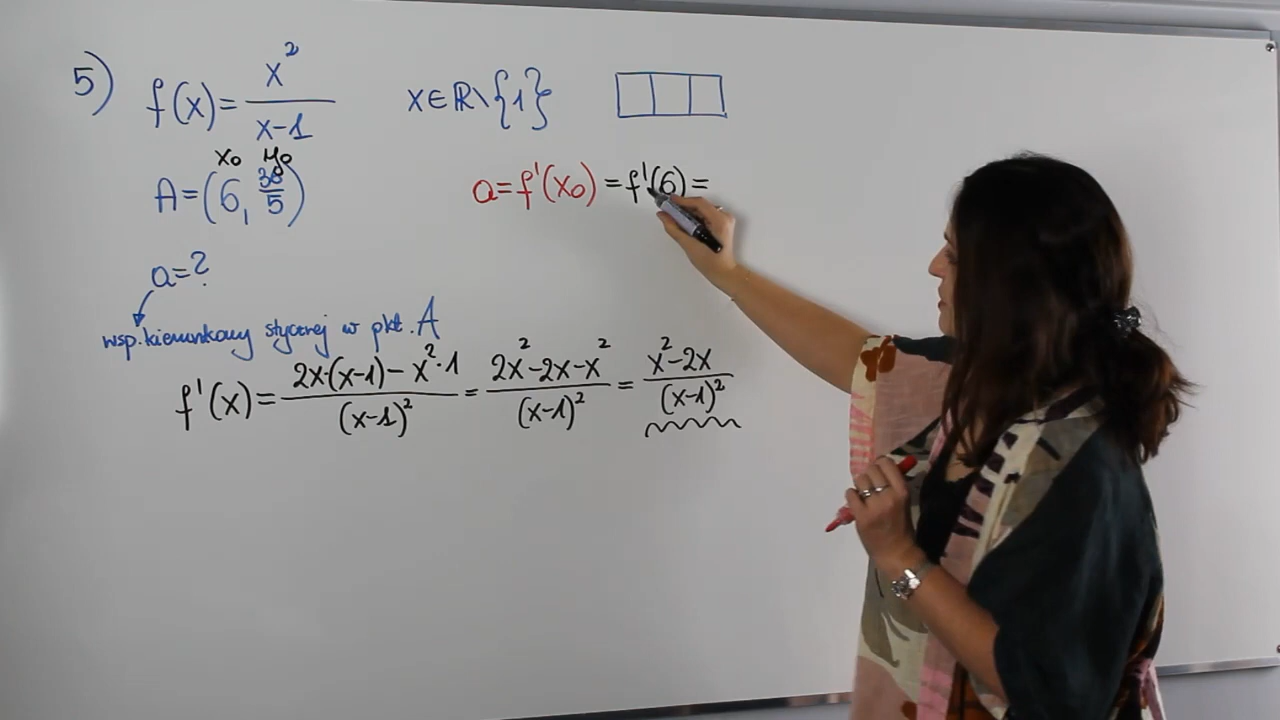 5) f(x)= x²/(x-1) x∈ℝ\{1}
x₀ y₀
A=(6, 36/5) a=f'(x₀)=f'(6)=
a=?
wsp. kierunkowy stycznej w pkt. A
f'(x)= (2x·(x-1)-x²·1)/(x-1)² = (2x²-2x-x²)/(x-1)² = (x²-2x)/(x-1)²